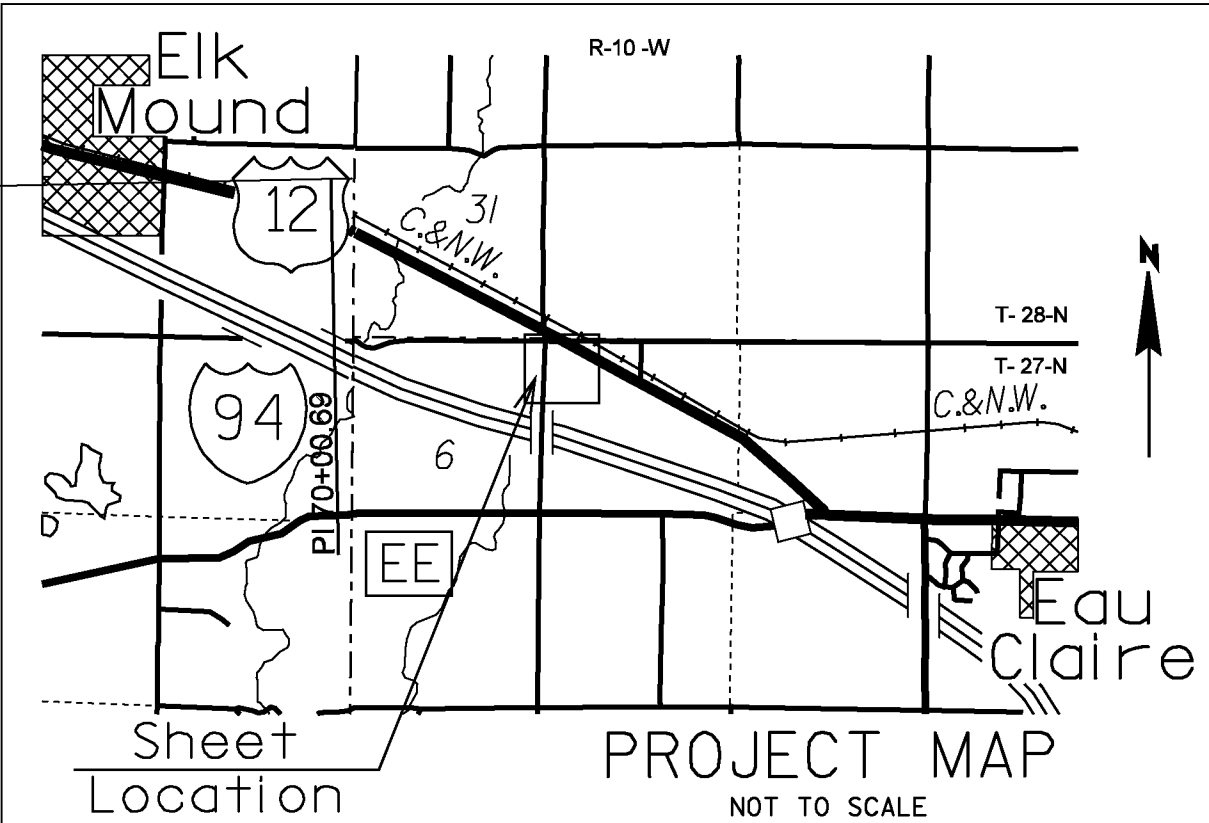 R-10 -W
Elk
Mound
12
31
C.&N.W.
N
T- 28-N
T- 27-N
C.&N.W.
94
PI 70+00.69
6
EE
Eau
Claire
Sheet
Location
PROJECT MAP
NOT TO SCALE